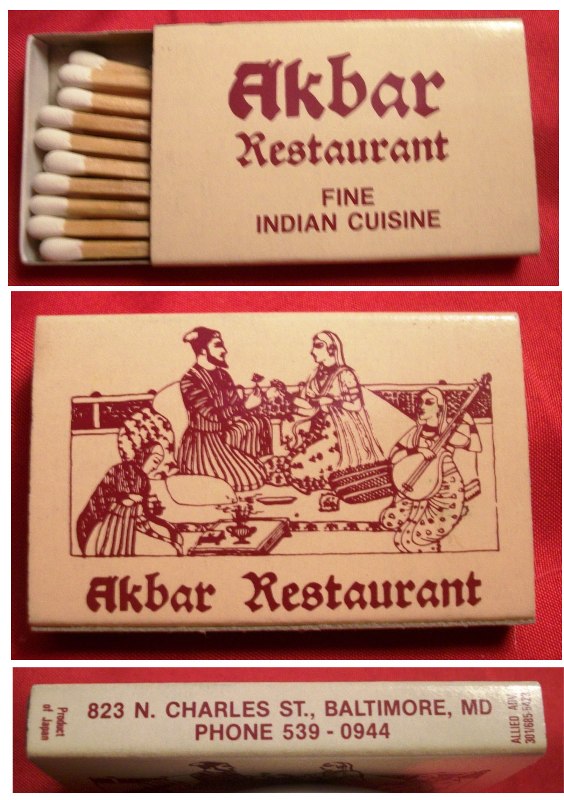 Akbar
Restaurant
FINE
INDIAN CUISINE
Akbar Restaurant
Product
of Japan
823 N. CHARLES ST., BALTIMORE, MD
PHONE 539-0944
ALLIED ADV.